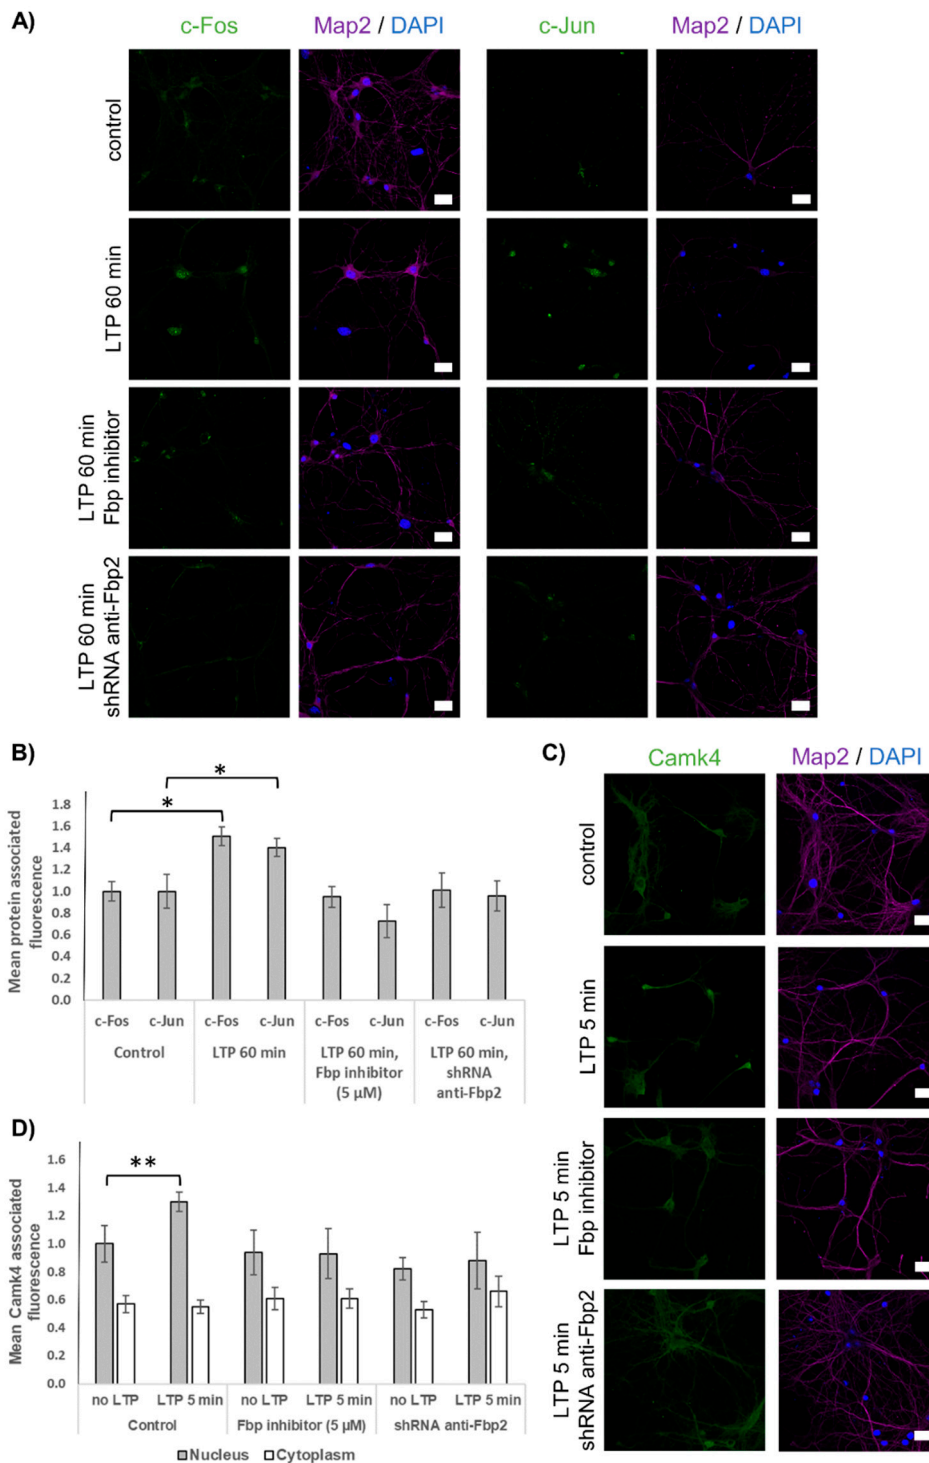 A)
c-Fos
Map2 / DAPI
c-Jun
Map2 / DAPI
control
LTP 60 min
LTP 60 min
Fbp inhibitor
LTP 60 min
shRNA anti-Fbp2
B)
Mean protein associated
fluorescence
1.8
1.6
1.4
1.2
1.0
0.8
0.6
0.4
0.2
0.0
*
*
c-Fos
c-Jun
c-Fos
c-Jun
c-Fos
c-Jun
c-Fos
c-Jun
Control
LTP 60 min
LTP 60 min,
Fbp inhibitor
(5 µM)
LTP 60 min,
shRNA
anti-Fbp2
C)
Camk4
Map2 / DAPI
control
LTP 5 min
LTP 5 min
Fbp inhibitor
LTP 5 min
shRNA anti-Fbp2
D)
Mean Camk4 associated
fluorescence
1.6
1.4
1.2
1.0
0.8
0.6
0.4
0.2
0.0
**
no LTP
LTP 5 min
no LTP
LTP 5 min
no LTP
LTP 5 min
Control
Fbp inhibitor (5 µM)
shRNA anti-Fbp2
Nucleus
Cytoplasm